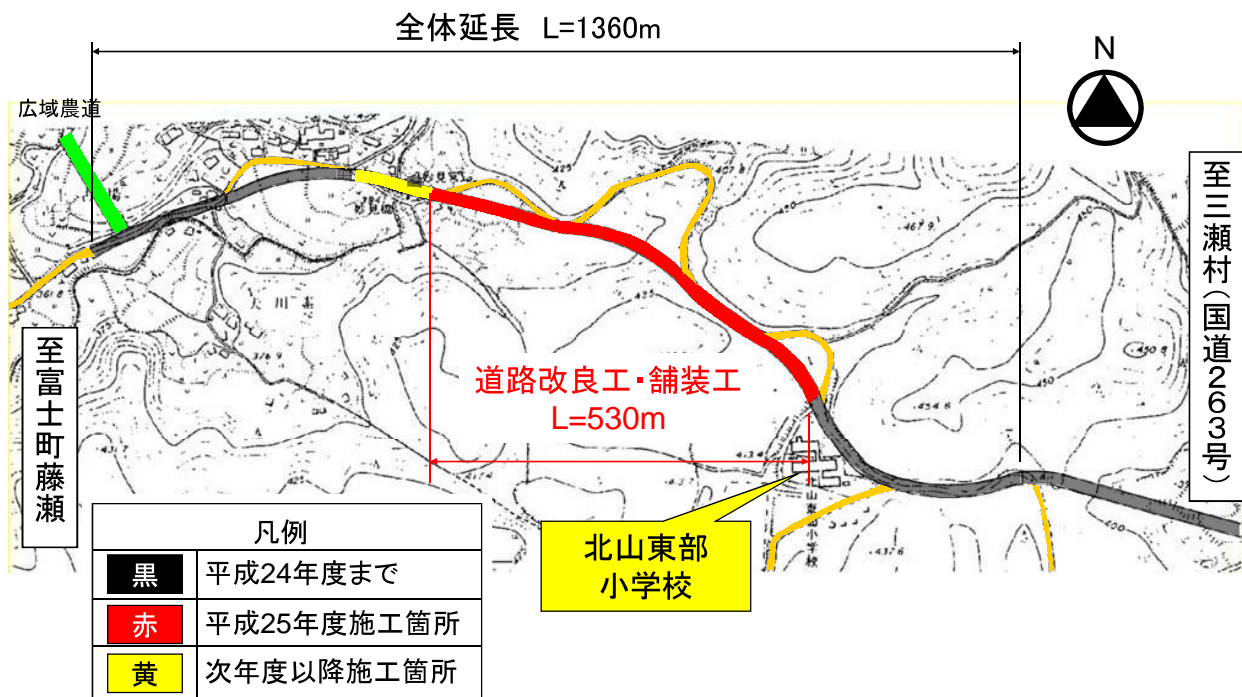 全体延長 L=1360m
N
広域農道
至三瀬村(国道263号)
至富士町藤瀬
道路改良工・舗装工
L=530m
北山東部
小学校
凡例
黒 平成24年度まで
赤 平成25年度施工箇所
黄 次年度以降施工箇所